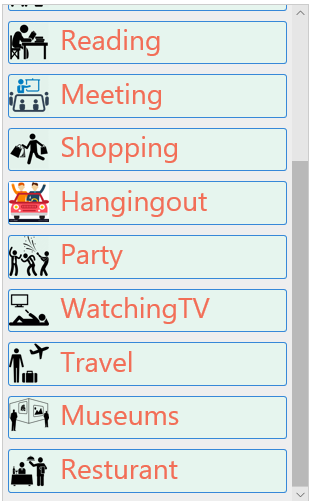 Reading
Meeting
Shopping
Hangingout
Party
WatchingTV
Travel
Museums
Resturant